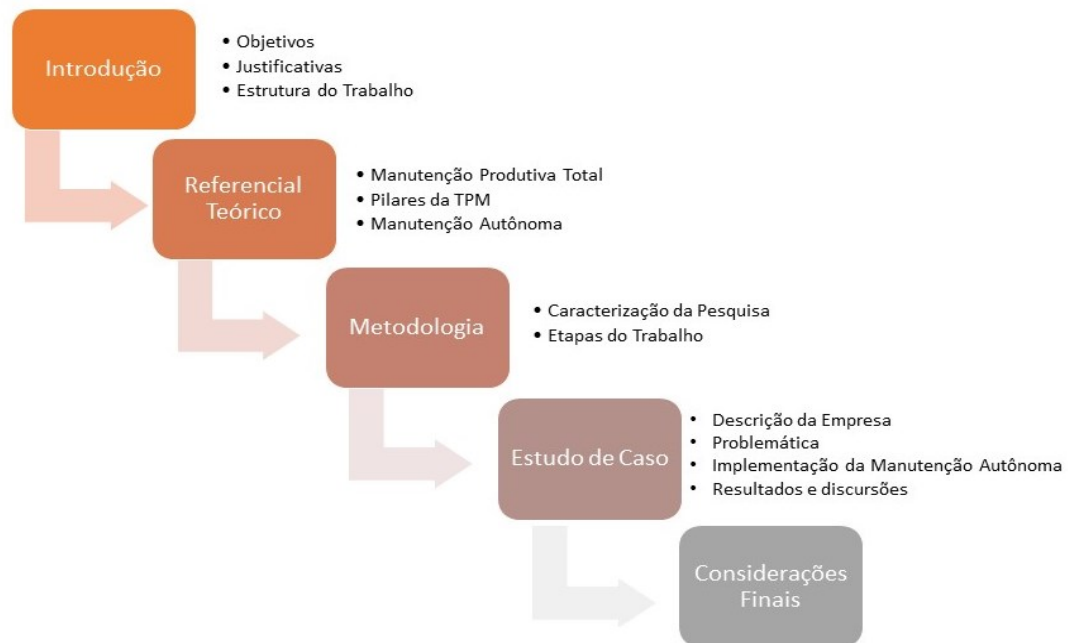 Introdução
• Objetivos
• Justificativas
• Estrutura do Trabalho
Referencial
Teórico
• Manutenção Produtiva Total
• Pilares da TPM
• Manutenção Autônoma
Metodologia
• Caracterização da Pesquisa
• Etapas do Trabalho
Estudo de Caso
• Descrição da Empresa
• Problemática
• Implementação da Manutenção Autônoma
• Resultados e discursões
Considerações
Finais